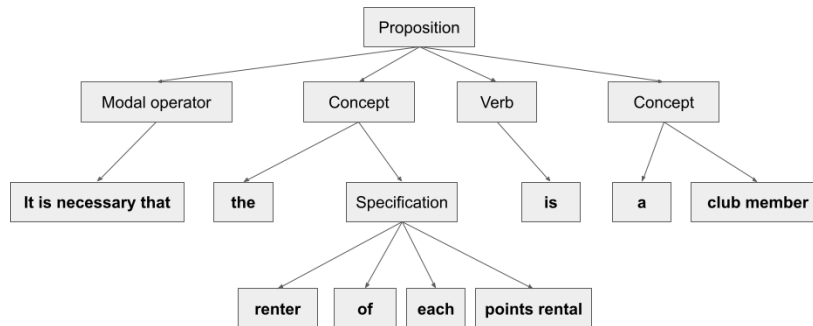 Proposition
Modal operator Concept Verb Concept
It is necessary that the Specification is a club member
renter of each points rental